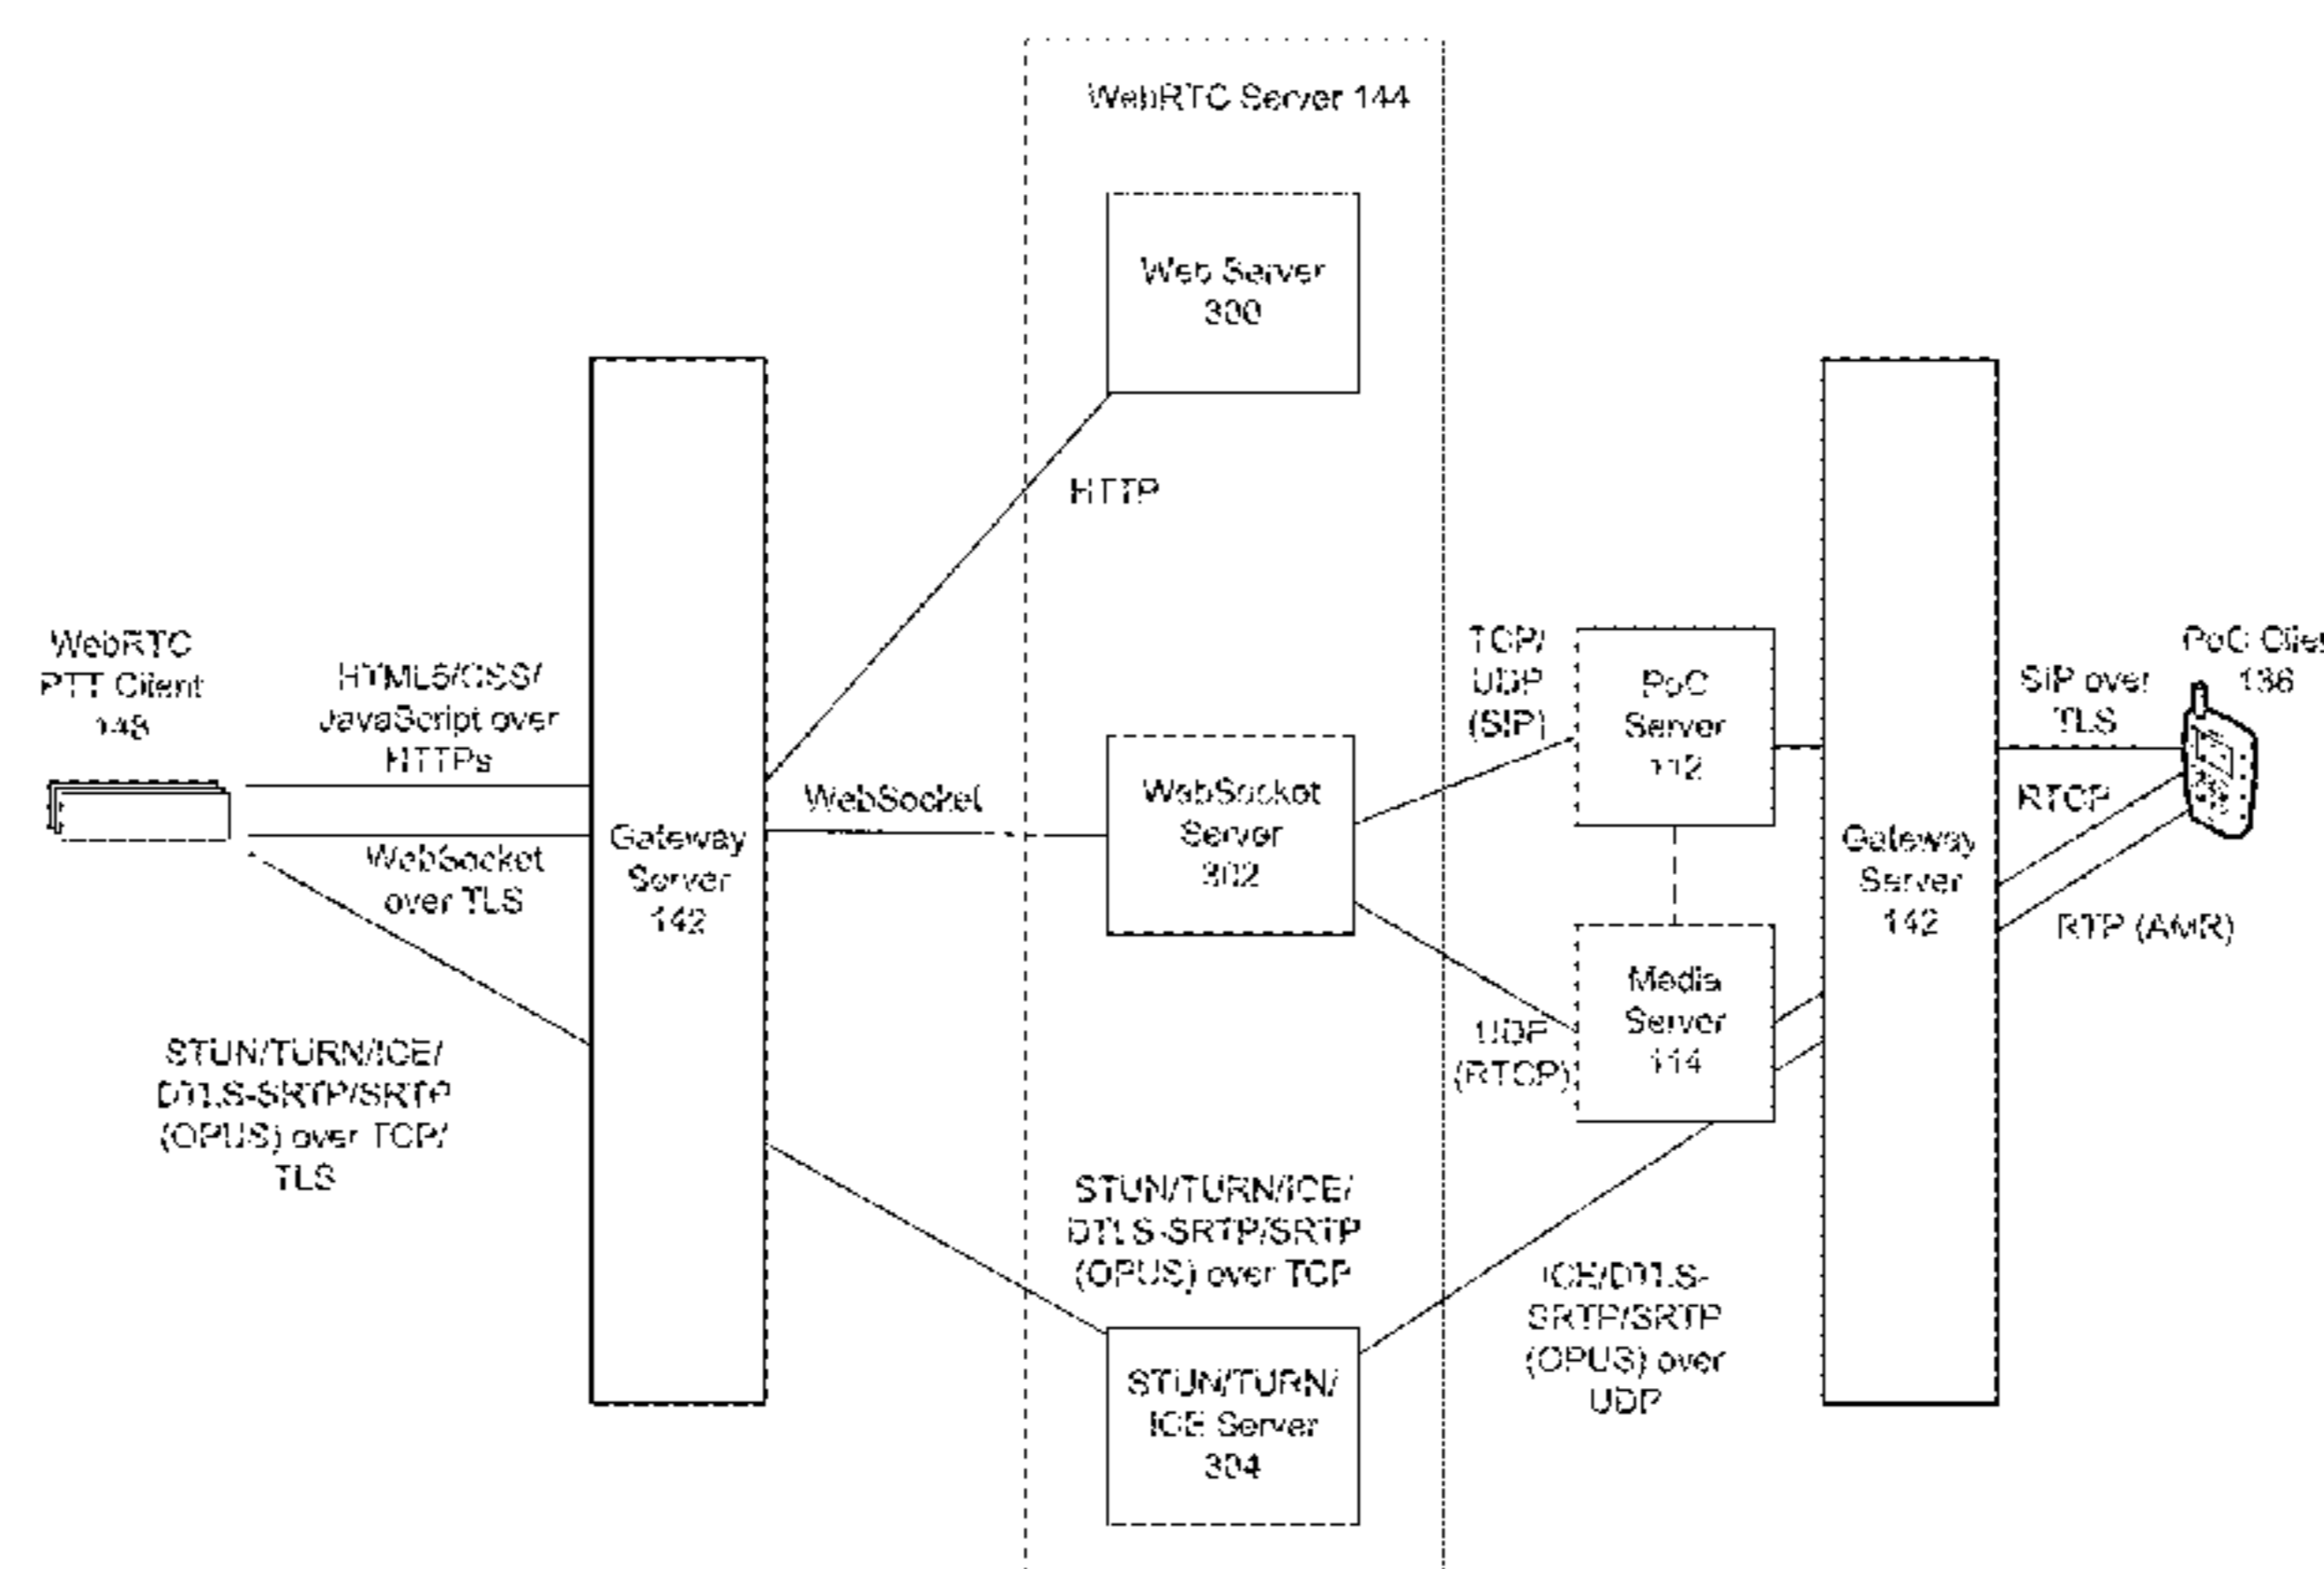 WebRTC Server 144
Web Server
300
HTTP
WebRTC
PTT Client
148
HTML5/CSS/
JavaScript over
HTTPs
WebSocket
over TLS
STUN/TURN/ICE/
DTLS-SRTP/SRTP
(OPUS) over TCP/
TLS
Gateway
Server
142
WebSocket
WebSocket
Server
302
STUN/TURN/ICE/
DTLS-SRTP/SRTP
(OPUS) over TCP
STUN/TURN/
ICE Server
304
TCP/
UDP
(SIP)
PoC
Server
112
UDP
(RTCP)
Media
Server
114
ICE/DTLS-
SRTP/SRTP
(OPUS) over
UDP
Gateway
Server
142
SIP over
TLS
RTCP
RTP (AMR)
PoC Clie
136